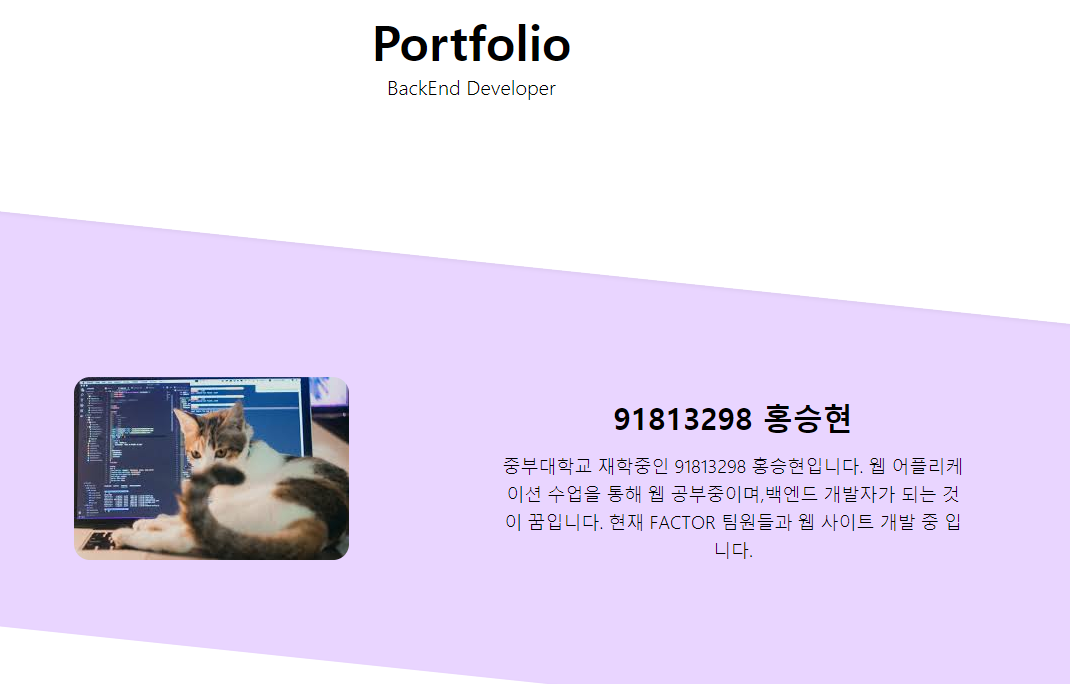 Portfolio
BackEnd Developer
91813298 홍승현
중부대학교 재학중인 91813298 홍승현입니다. 웹 어플리케
이션 수업을 통해 웹 공부중이며,백엔드 개발자가 되는 것
이 꿈입니다. 현재 FACTOR 팀원들과 웹 사이트 개발 중 입
니다.